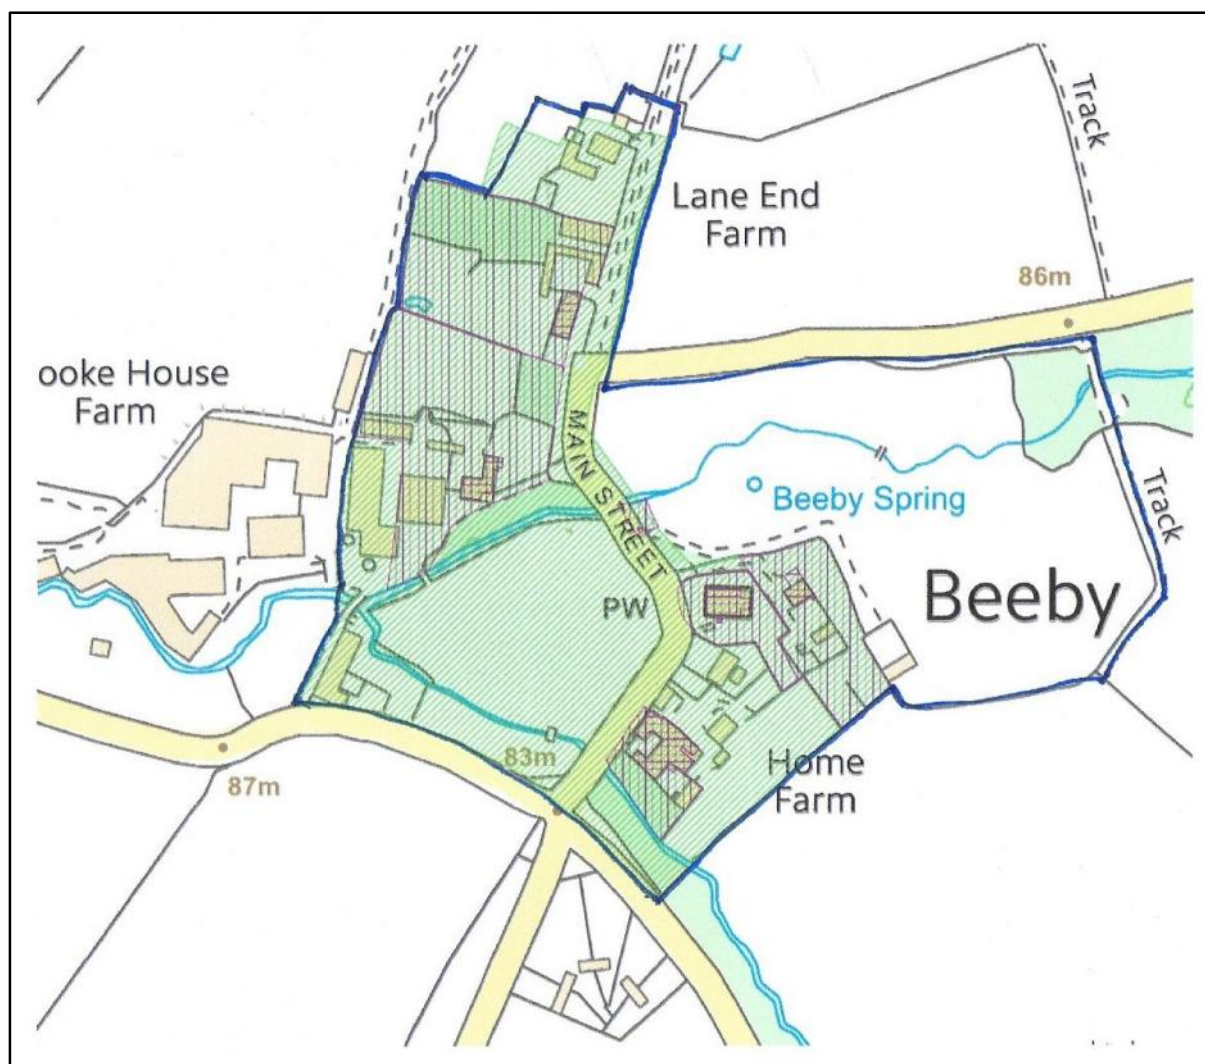 Track
Lane End
Farm
86m
ooke House
Farm
MAIN STREET
Beeby Spring
Track
Beeby
PW
83m
Home
Farm
87m